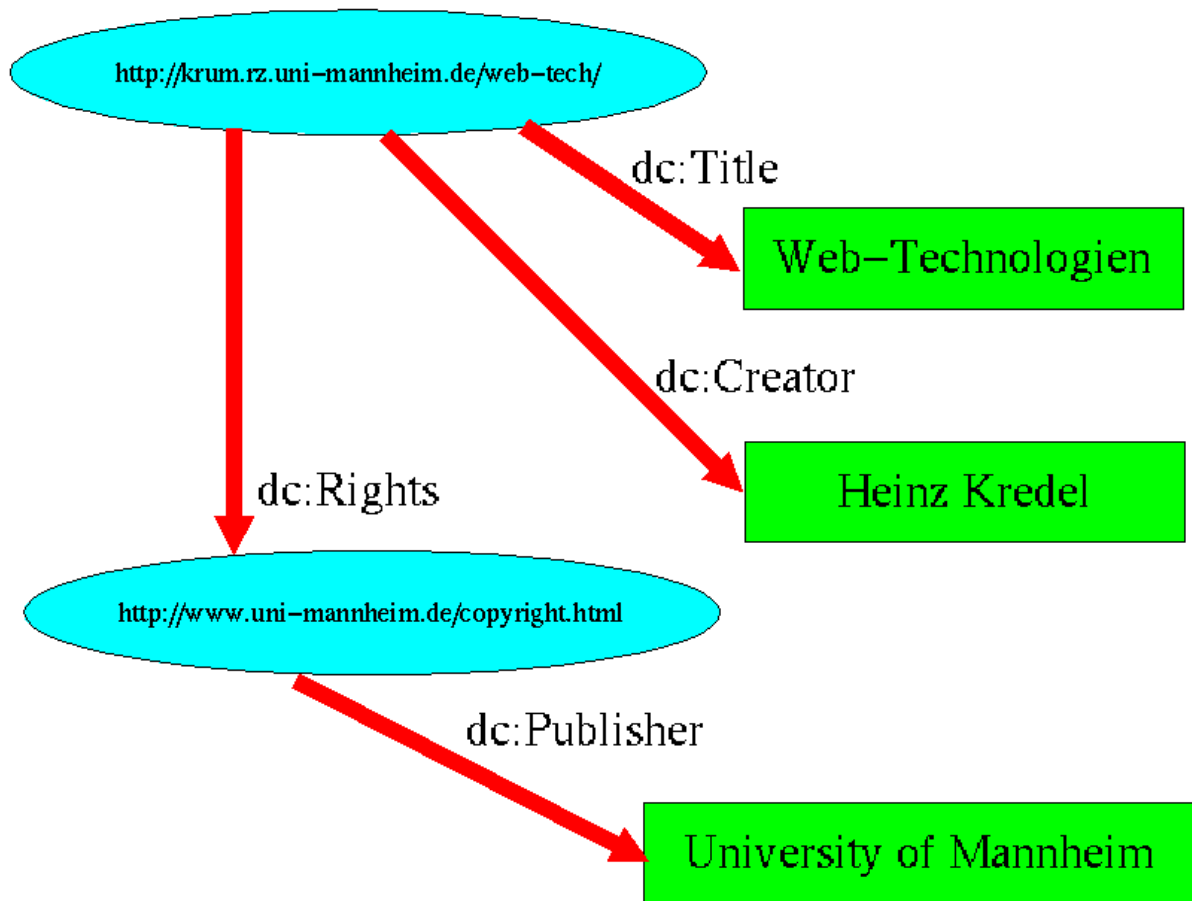 http://krum.rz.uni-mannheim.de/web-tech/
dc:Title
Web-Technologien
dc:Creator
Heinz Kredel
dc:Rights
http://www.uni-mannheim.de/copyright.html
dc:Publisher
University of Mannheim